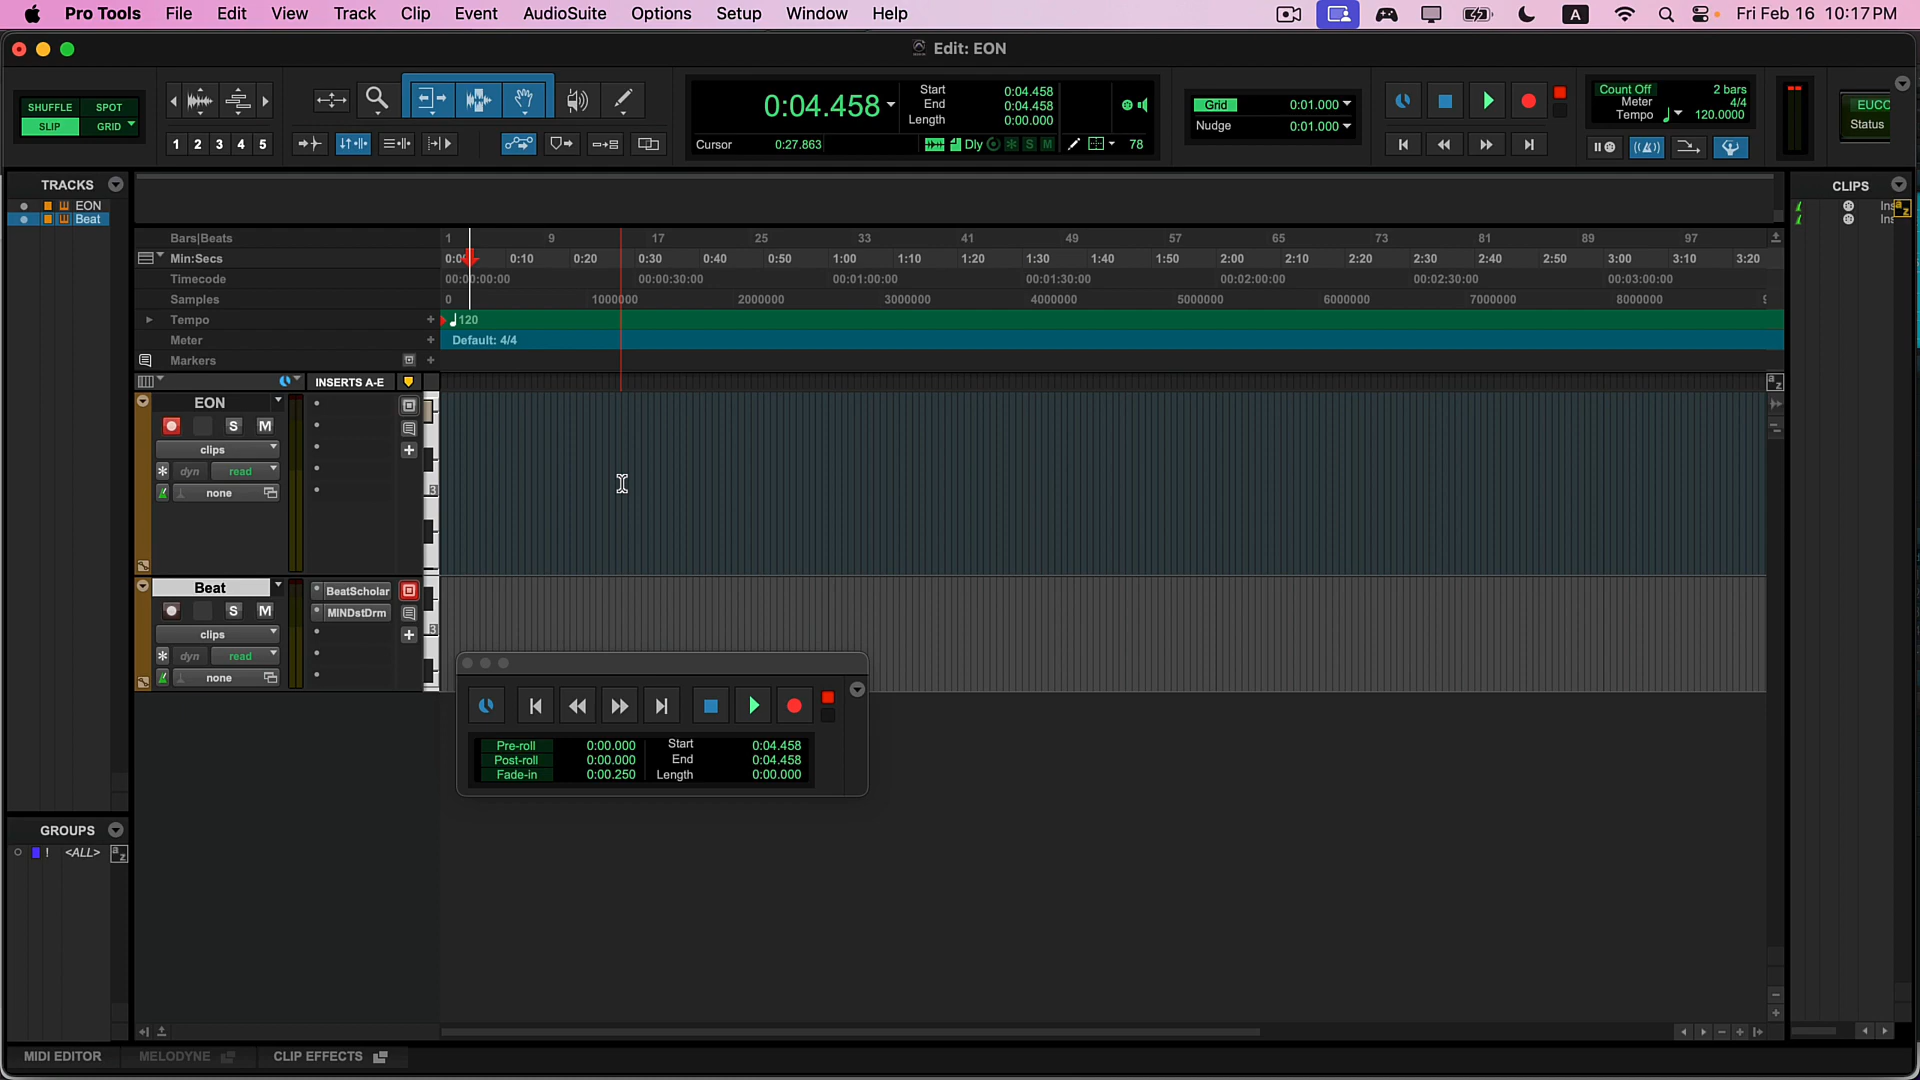 Pro Tools File Edit View Track Clip Event AudioSuite Options Setup Window Help A Fri Feb 16 10:17 PM
Edit: EON
SHUFFLE SPOT
SLIP GRID
1 2 3 4 5
0:04.458
Start 0:04.458
End 0:04.458
Length 0:00.000
Cursor 0:27.863 Dly S M 78
Grid 0:01.000
Nudge 0:01.000
Count Off 2 bars
Meter 4/4
Tempo 120.0000
EUCO
Status
TRACKS
EON
Beat
CLIPS
Ins
Ins
Bars|Beats 1 9 17 25 33 41 49 57 65 73 81 89 97
Min:Secs 0:00 0:10 0:20 0:30 0:40 0:50 1:00 1:10 1:20 1:30 1:40 1:50 2:00 2:10 2:20 2:30 2:40 2:50 3:00 3:10 3:20
Timecode 00:00:00:00 00:00:30:00 00:01:00:00 00:01:30:00 00:02:00:00 00:02:30:00 00:03:00:00
Samples 0 1000000 2000000 3000000 4000000 5000000 6000000 7000000 8000000
Tempo 120
Meter Default: 4/4
Markers
INSERTS A-E
EON
S M
clips
dyn read
none
3
Beat
BeatScholar
S M
MINDstDrm
clips
3
dyn read
none
Pre-roll 0:00.000 Start 0:04.458
Post-roll 0:00.000 End 0:04.458
Fade-in 0:00.250 Length 0:00.000
GROUPS
! <ALL> a z
MIDI EDITOR MELODYNE CLIP EFFECTS